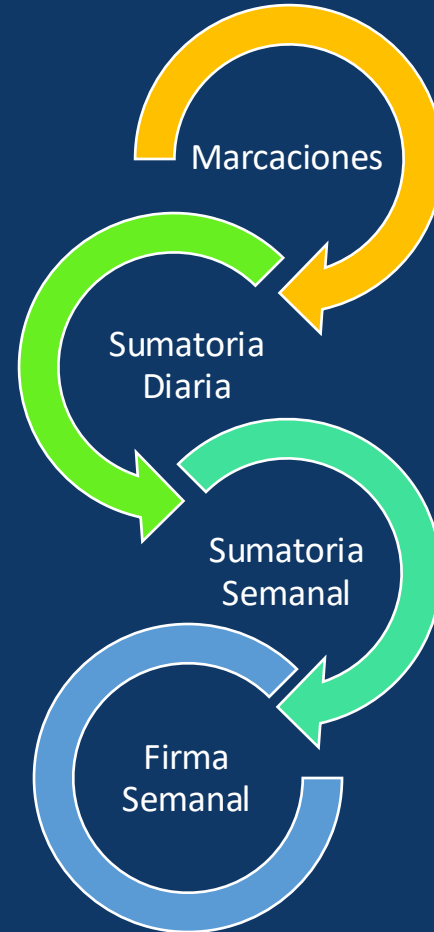 Marcaciones
Sumatoria
Diaria
Sumatoria
Semanal
Firma
Semanal